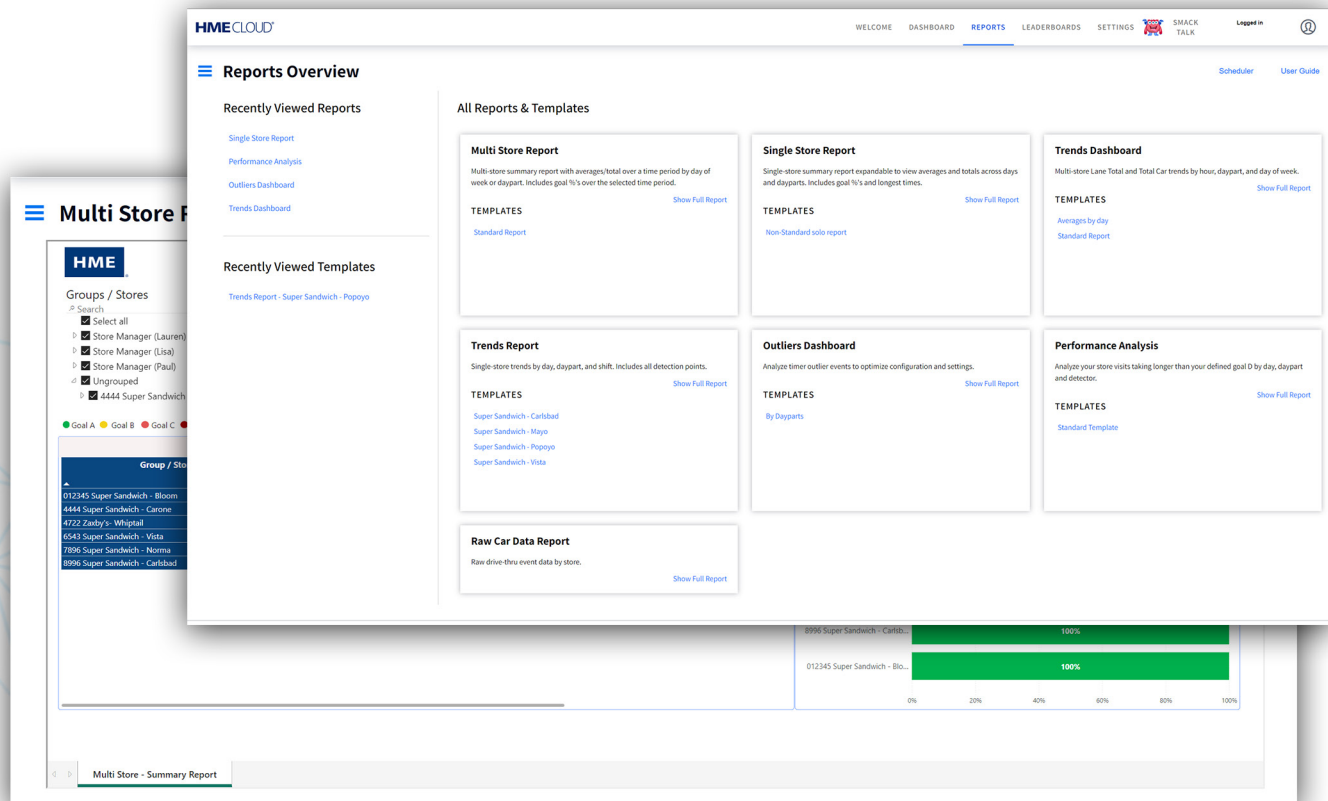 HME CLOUD®
WELCOME
DASHBOARD
REPORTS
LEADERBOARDS
SETTINGS
SMACK
TALK
Logged in
Reports Overview
Scheduler
User Guide
Recently Viewed Reports
Single Store Report
Performance Analysis
Outliers Dashboard
Trends Dashboard
Recently Viewed Templates
Trends Report - Super Sandwich - Popoyo
All Reports & Templates
Multi Store Report
Multi-store summary report with averages/total over a time period by day of
week or daypart. Includes goal %'s over the selected time period.
Show Full Report
TEMPLATES
Standard Report
Single Store Report
Single-store summary report expandable to view averages and totals across days
and dayparts. Includes goal %'s and longest times.
Show Full Report
TEMPLATES
Non-Standard solo report
Trends Dashboard
Multi-store Lane Total and Total Car trends by hour, daypart, and day of week.
Show Full Report
TEMPLATES
Averages by day
Standard Report
Trends Report
Single-store trends by day, daypart, and shift. Includes all detection points.
Show Full Report
TEMPLATES
Super Sandwich - Carlsbad
Super Sandwich - Mayo
Super Sandwich - Popoyo
Super Sandwich - Vista
Outliers Dashboard
Analyze timer outlier events to optimize configuration and settings.
Show Full Report
TEMPLATES
By Dayparts
Performance Analysis
Analyze your store visits taking longer than your defined goal D by day, daypart
and detector.
Show Full Report
TEMPLATES
Standard Template
Raw Car Data Report
Raw drive-thru event data by store.
Show Full Report
Multi Store
HME®
Groups / Stores
Search
Select all
Store Manager (Lauren)
Store Manager (Lisa)
Store Manager (Paul)
Ungrouped
4444 Super Sandwich
Goal A
Goal B
Goal C
Group / Sto
012345 Super Sandwich - Bloom
4444 Super Sandwich - Carone
4722 Zaxby's- Whiptail
6543 Super Sandwich - Vista
7896 Super Sandwich - Norma
8996 Super Sandwich - Carlsbad
8996 Super Sandwich - Carlsb...
100%
012345 Super Sandwich - Blo...
100%
0%
20%
40%
60%
80%
100%
Multi Store - Summary Report